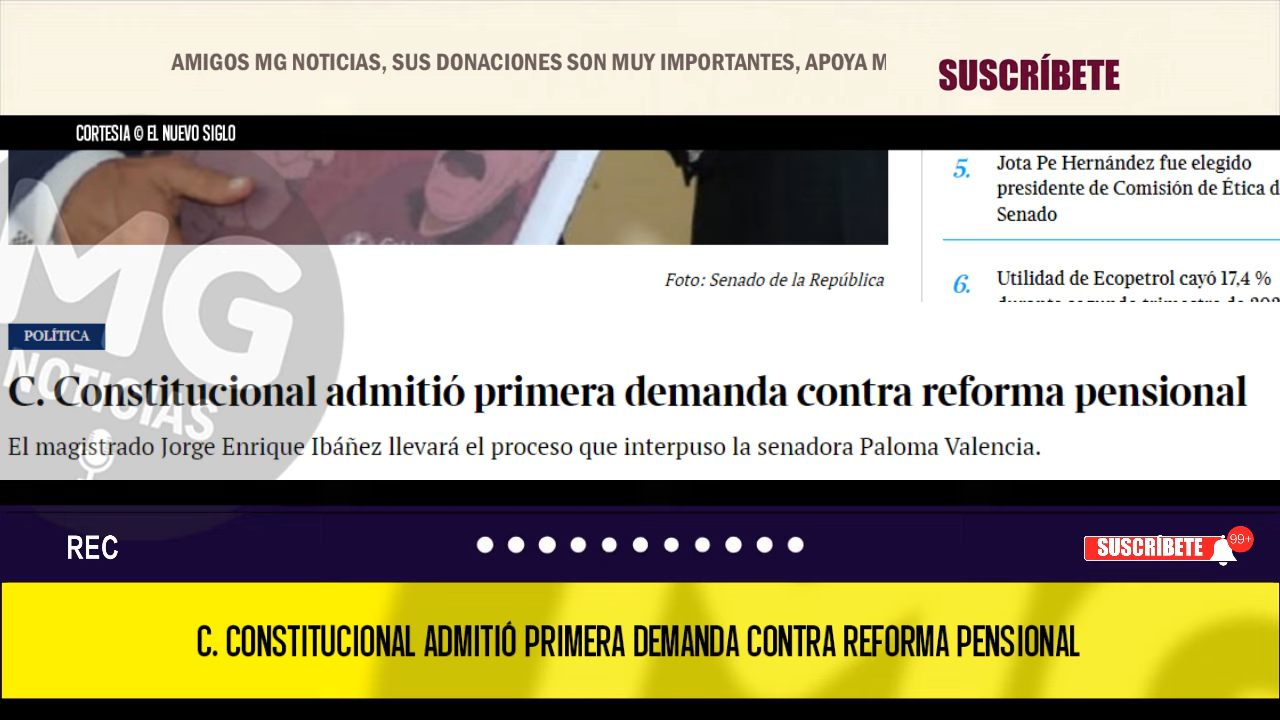 AMIGOS MG NOTICIAS, SUS DONACIONES SON MUY IMPORTANTES, APOYA
SUSCRÍBETE
CORTESIA © EL NUEVO SIGLO
5. Jota Pe Hernández fue elegido
presidente de Comisión de Ética
Senado
Foto: Senado de la República
6. Utilidad de Ecopetrol cayó 17,4 %
POLÍTICA
MG
NOTICIAS
C. Constitucional admitió primera demanda contra reforma pensional
El magistrado Jorge Enrique Ibáñez llevará el proceso que interpuso la senadora Paloma Valencia.
REC
SUSCRÍBETE
99+
C. CONSTITUCIONAL ADMITIÓ PRIMERA DEMANDA CONTRA REFORMA PENSIONAL